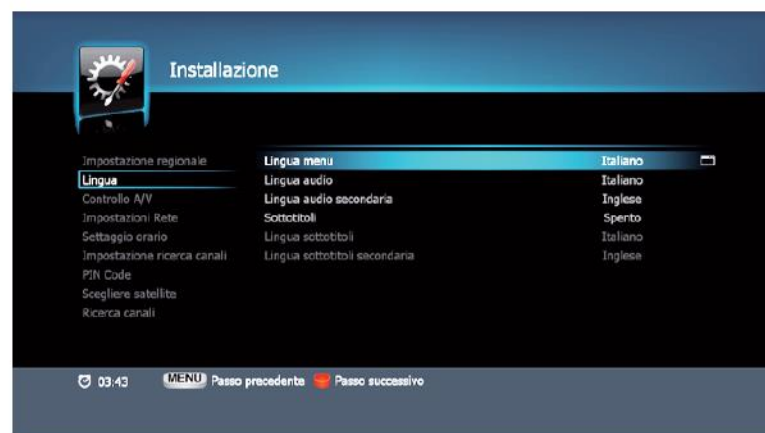 Installazione
Impostazione regionale
Lingua
Controllo A/V
Impostazioni Rete
Settaggio orario
Impostazione ricerca canali
PIN Code
Scegliere satellite
Ricerca canali
Lingua menu Italiano
Lingua audio Italiano
Lingua audio secondaria Inglese
Sottotitoli Spento
Lingua sottotitoli Italiano
Lingua sottotitoli secondaria Inglese
03:43 MENU Passo precedente Passo successivo